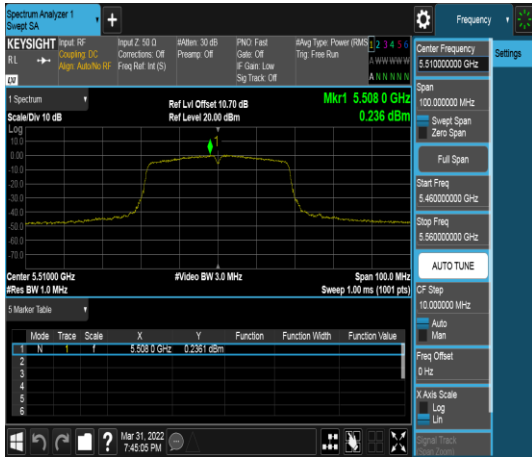 Spectrum Analyzer 1
Swept SA
+
Frequency
KEYSIGHT
RL
LXI
Input: RF
Coupling: DC
Align: Auto/No RF
Input Z: 50 Ω
Corrections: Off
Freq Ref: Int (S)
#Atten: 30 dB
Preamp: Off
PNO: Fast
Gate: Off
IF Gain: Low
Sig Track: Off
#Avg Type: Power (RMS
Trig: Free Run
1 2 3 4 5 6
A W W W W W
A N N N N N
1 Spectrum
Scale/Div 10 dB
Ref Lvl Offset 10.70 dB
Ref Level 20.00 dBm
Mkr1 5.508 0 GHz
0.236 dBm
Log
10.0
0.00
-10.0
-20.0
-30.0
-40.0
-50.0
-60.0
-70.0
1
Center 5.51000 GHz
#Res BW 1.0 MHz
#Video BW 3.0 MHz
Span 100.0 MHz
Sweep 1.00 ms (1001 pts)
5 Marker Table
Mode Trace Scale X Y Function Function Width Function Value
1 N 1 f 5.508 0 GHz 0.2361 dBm
2
3
4
5
6
Mar 31, 2022
7:45:05 PM
?
Settings
Center Frequency
5.510000000 GHz
Span
100.000000 MHz
Swept Span
Zero Span
Full Span
Start Freq
5.460000000 GHz
Stop Freq
5.560000000 GHz
AUTO TUNE
CF Step
10.000000 MHz
Auto
Man
Freq Offset
0 Hz
X Axis Scale
Log
Lin
Signal Track
(Span Zoom)